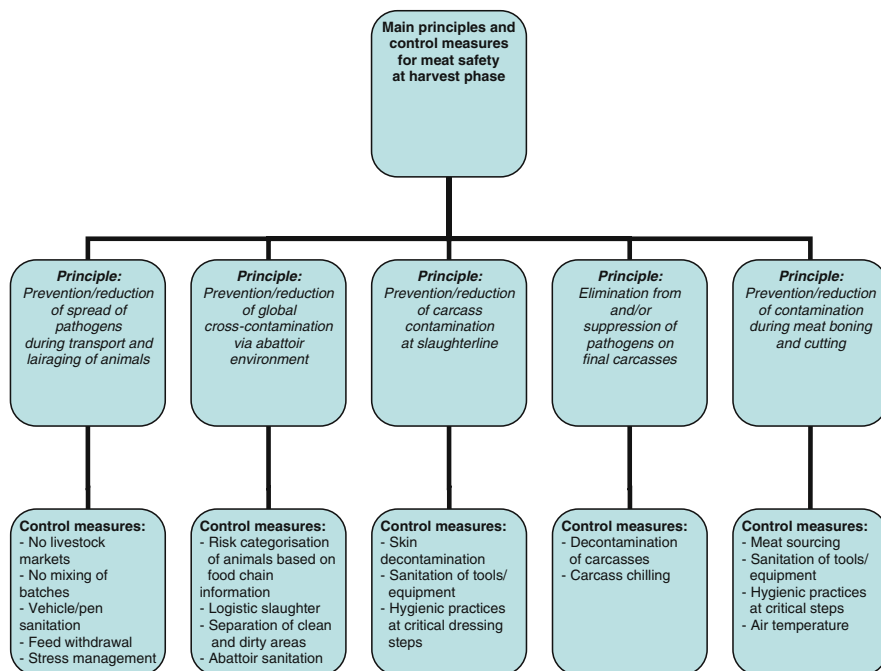 Main principles and
control measures
for meat safety
at harvest phase
Principle:
Prevention/reduction
of spread of
pathogens
during transport and
lairaging of animals
Principle:
Prevention/reduction
of global
cross-contamination
via abattoir
environment
Principle:
Prevention/reduction
of carcass
contamination
at slaughterline
Principle:
Elimination from
and/or
suppression of
pathogens on
final carcasses
Principle:
Prevention/reduction
of contamination
during meat boning
and cutting
Control measures:
- No livestock
markets
- No mixing of
batches
- Vehicle/pen
sanitation
- Feed withdrawal
- Stress management
Control measures:
- Risk categorisation
of animals based on
food chain
information
- Logistic slaughter
- Separation of clean
and dirty areas
- Abattoir sanitation
Control measures:
- Skin
decontamination
- Sanitation of tools/
equipment
- Hygienic practices
at critical dressing
steps
Control measures:
- Decontamination
of carcasses
- Carcass chilling
Control measures:
- Meat sourcing
- Sanitation of tools/
equipment
- Hygienic practices
at critical steps
- Air temperature